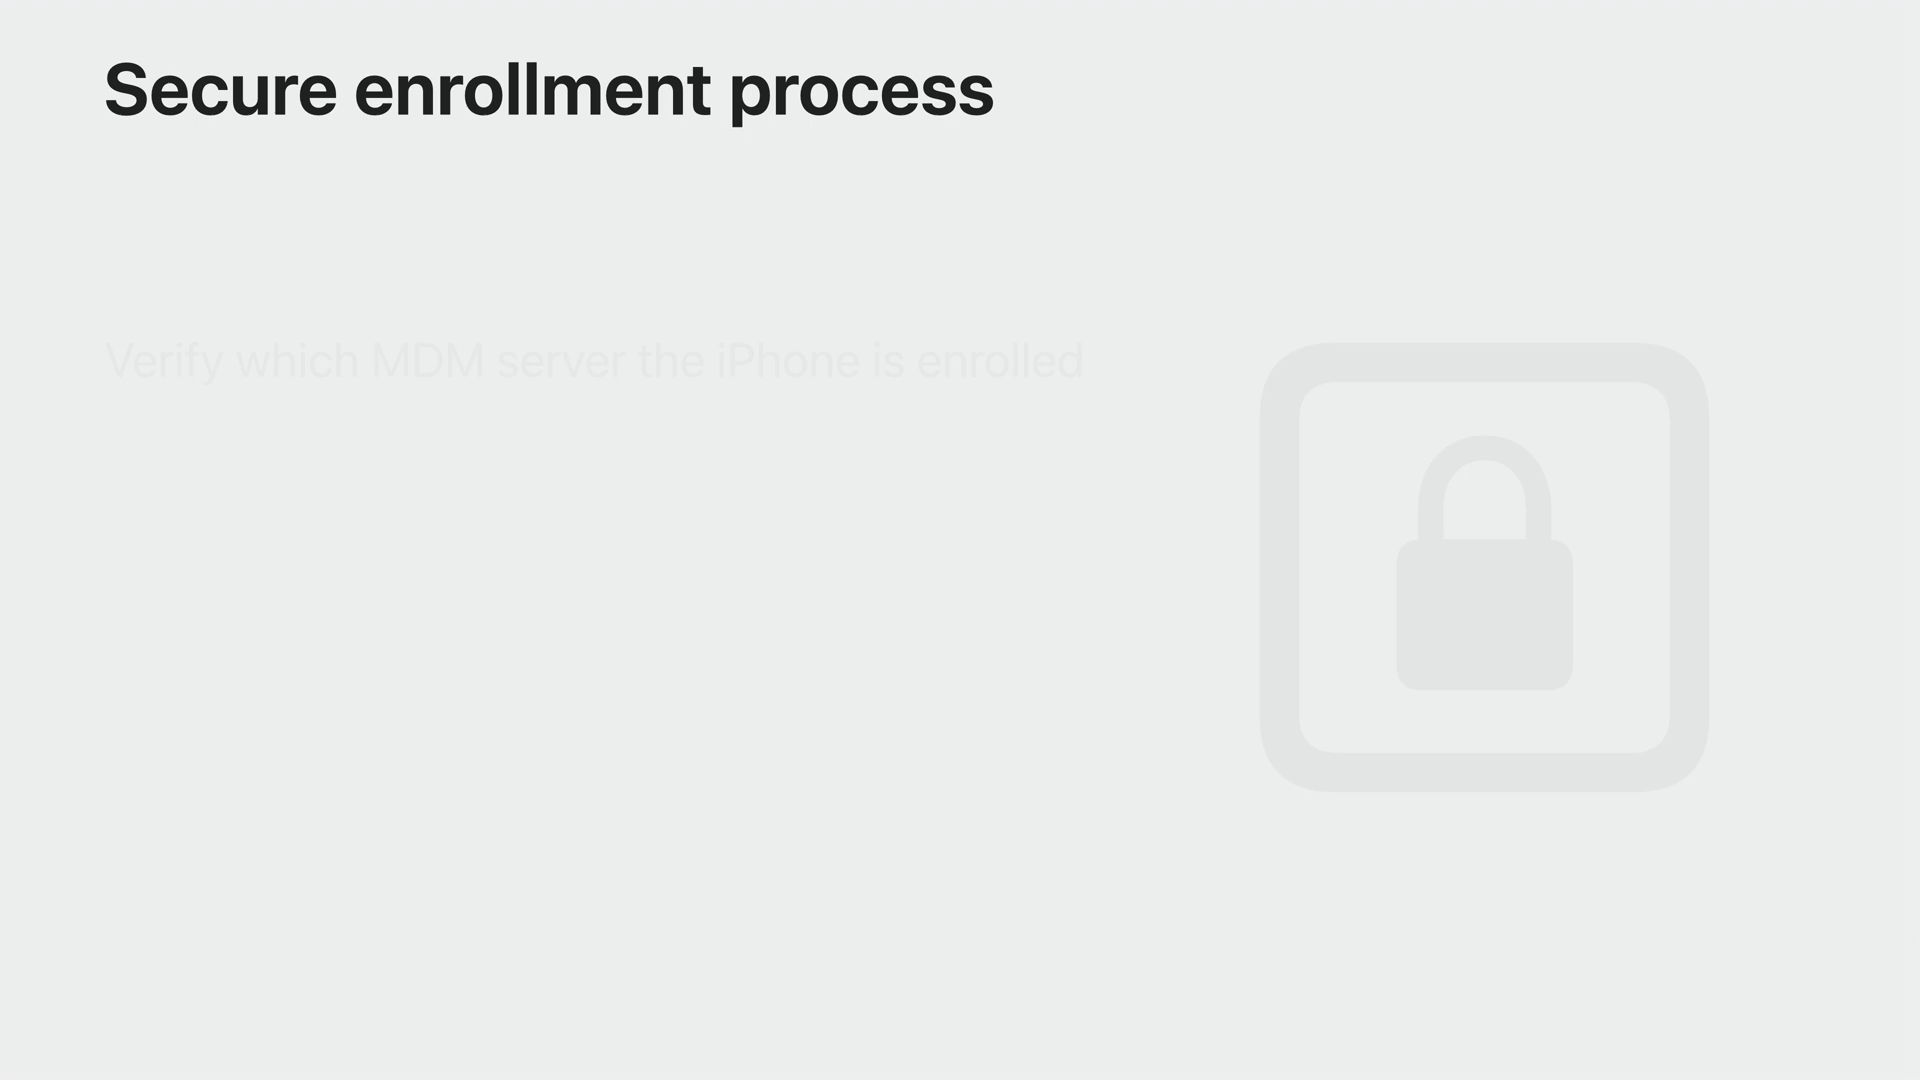 Secure enrollment process
Verify which MDM server the iPhone is enrolled